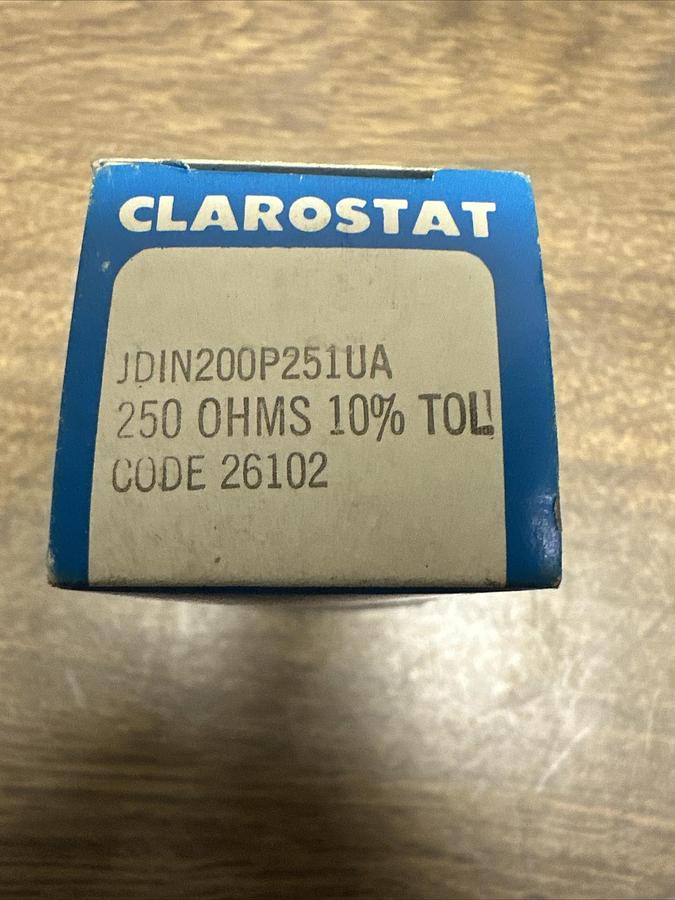 CLAROSTAT
JDIN200P251UA
250 OHMS 10% TOL
CODE 26102